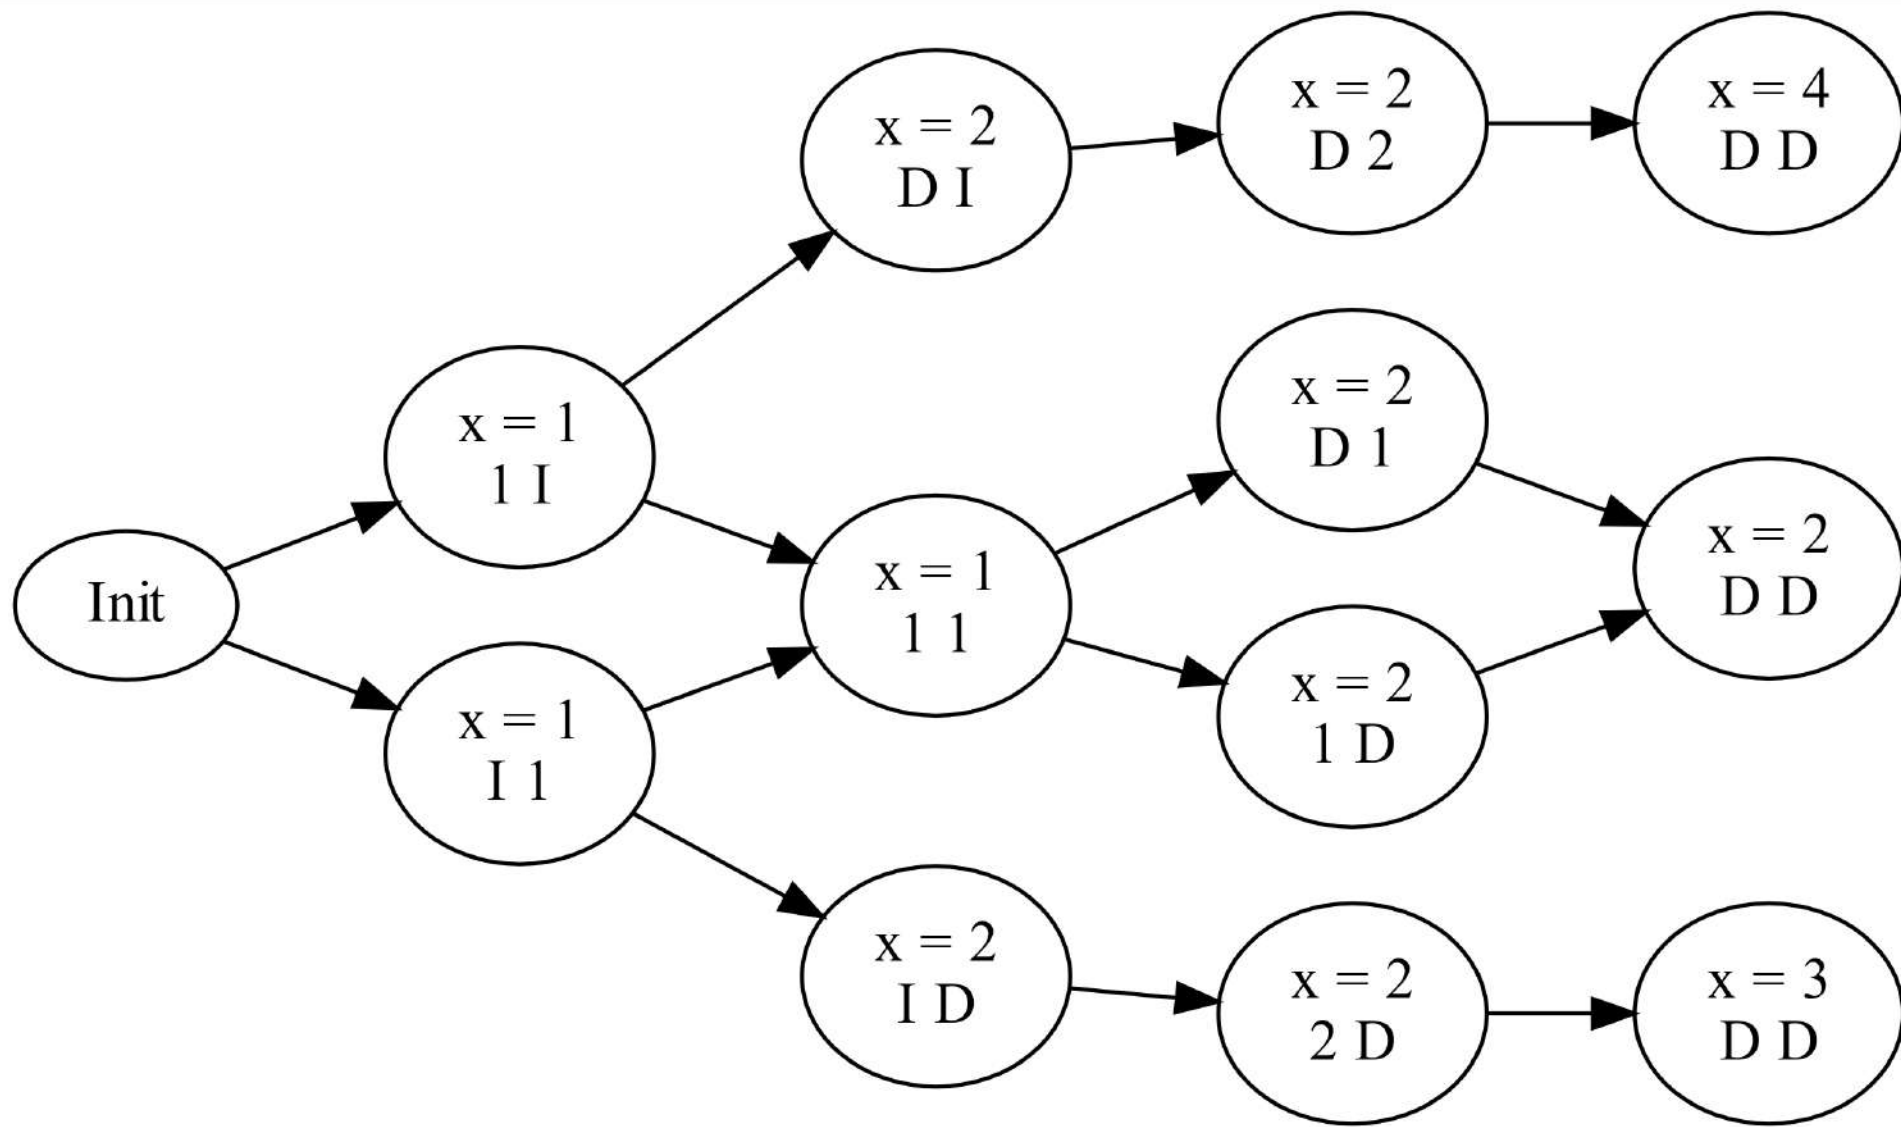 Init
x = 1
1 I
x = 1
I 1
x = 2
D I
x = 1
1 1
x = 2
I D
x = 2
D 2
x = 2
D 1
x = 2
1 D
x = 2
2 D
x = 4
D D
x = 2
D D
x = 3
D D